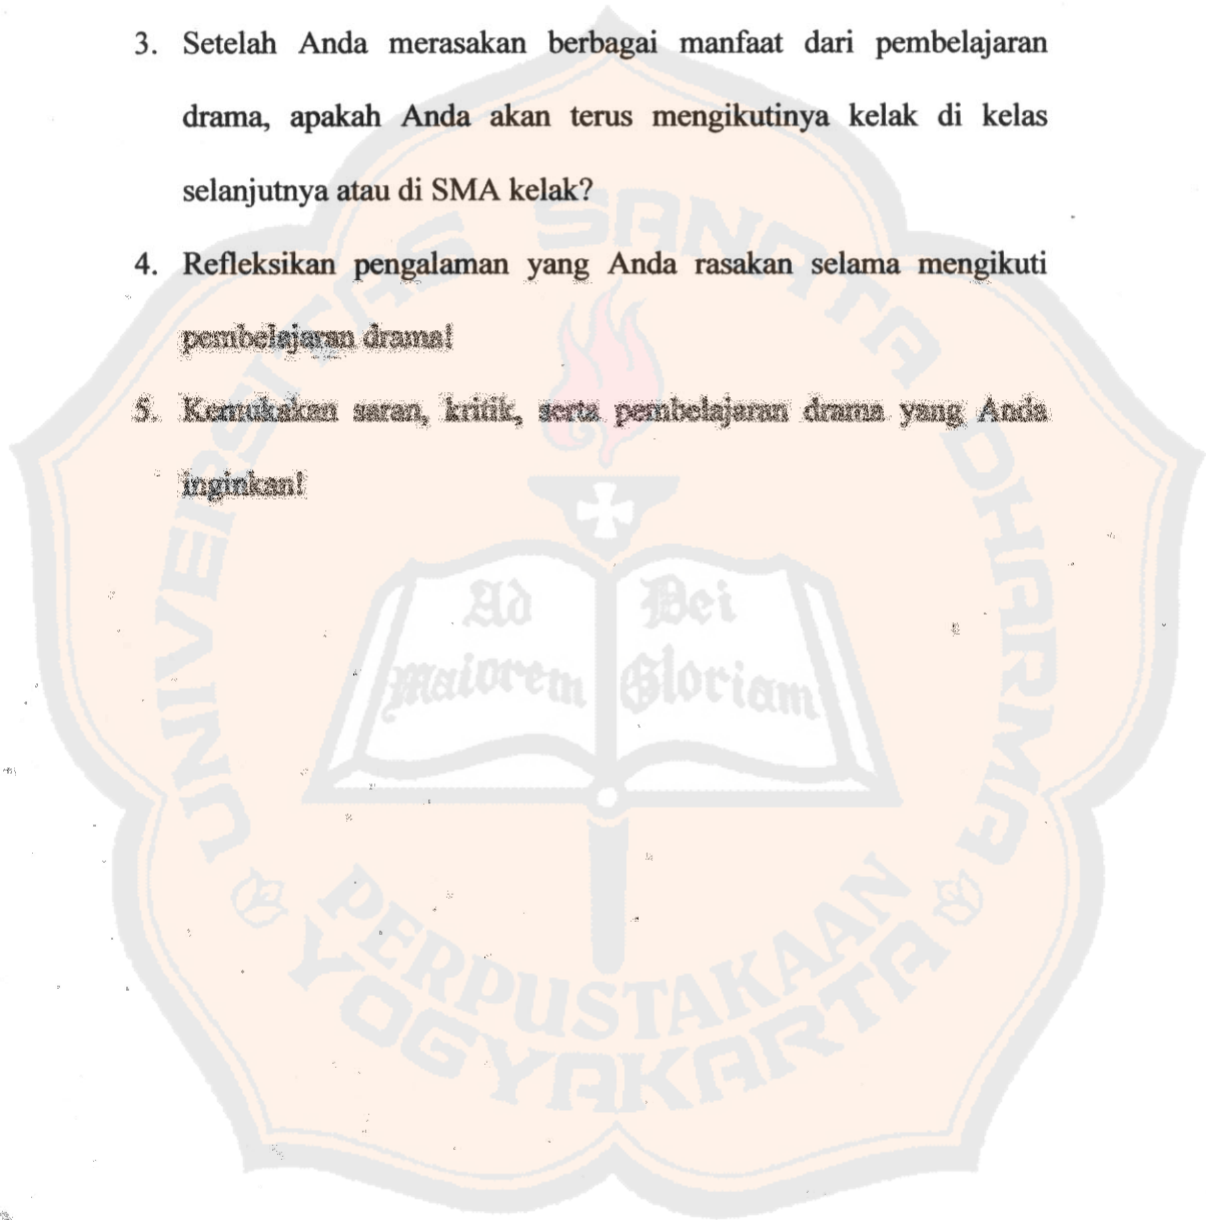 3. Setelah Anda merasakan berbagai manfaat dari pembelajaran
drama, apakah Anda akan terus mengikutinya kelak di kelas
selanjutnya atau di SMA kelak?
4. Refleksikan pengalaman yang Anda rasakan selama mengikuti
pembelajaran drama!
5. Kemukakan saran, kritik, serta pembelajaran drama yang Anda
inginkan!
UNIVERSITAS SANATA DHARMA
Ad Dei
Maiorem Gloriam
PERPUSTAKAAN
YOGYAKARTA